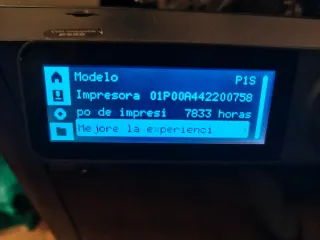 Modelo P1S
Impresora 01P00A442200758
po de impresi 7833 horas
Mejore la experienci >